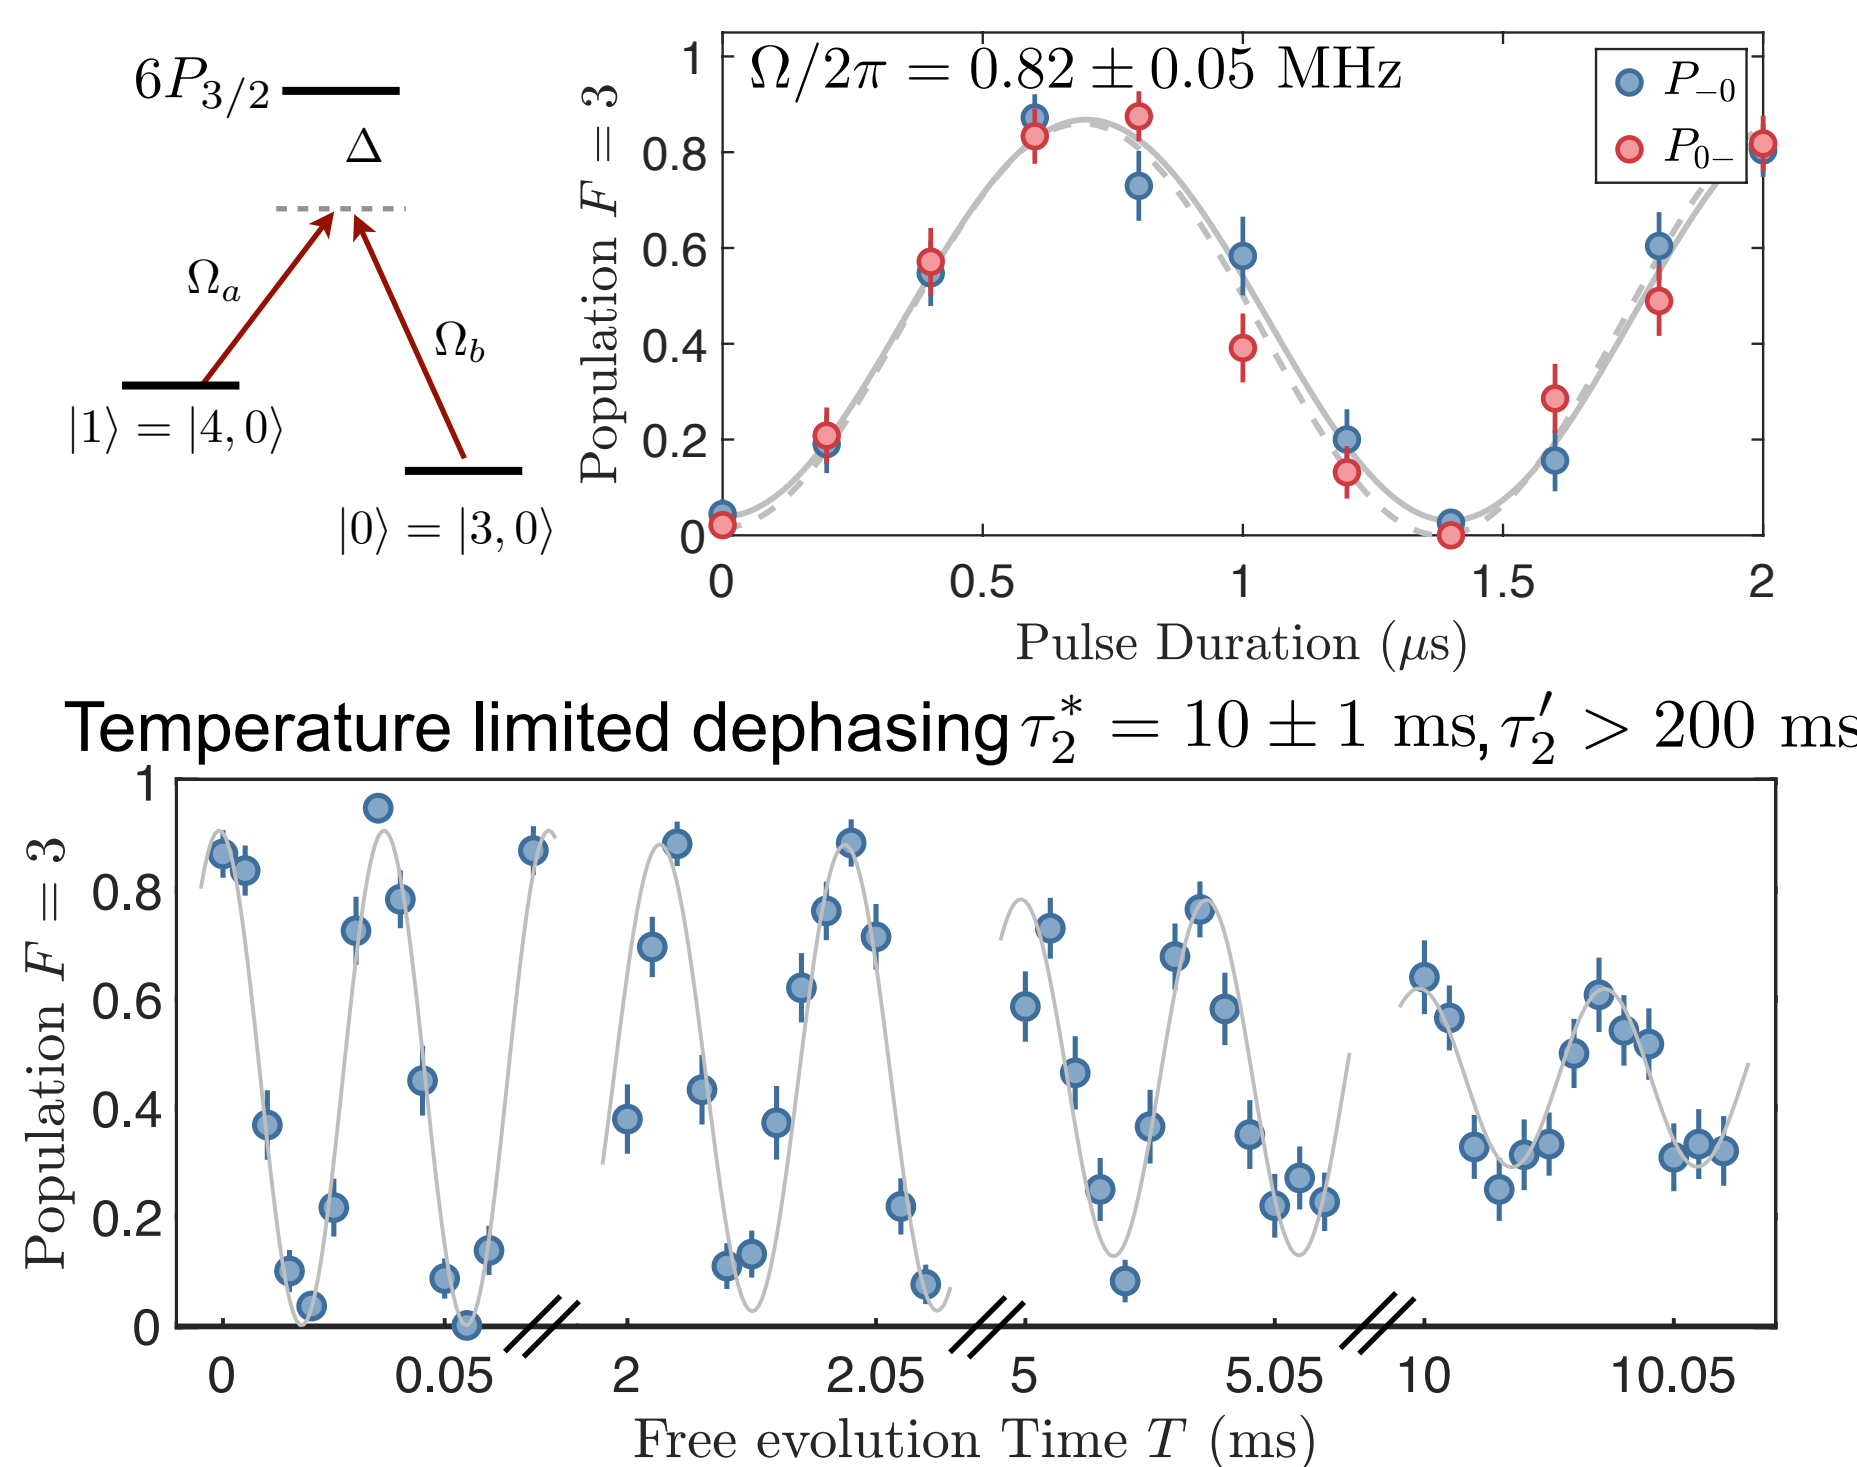 6P_{3/2}
Δ
Ω_a
Ω_b
|1⟩ = |4, 0⟩
|0⟩ = |3, 0⟩
Ω/2π = 0.82 ± 0.05 MHz
P_{−0}
P_{0−}
Population F = 3
1
0.8
0.6
0.4
0.2
0
0 0.5 1 1.5 2
Pulse Duration (μs)
Temperature limited dephasing τ_2^* = 10 ± 1 ms, τ_2′ > 200 ms
Population F = 3
1
0.8
0.6
0.4
0.2
0
0 0.05 2 2.05 5 5.05 10 10.05
Free evolution Time T (ms)